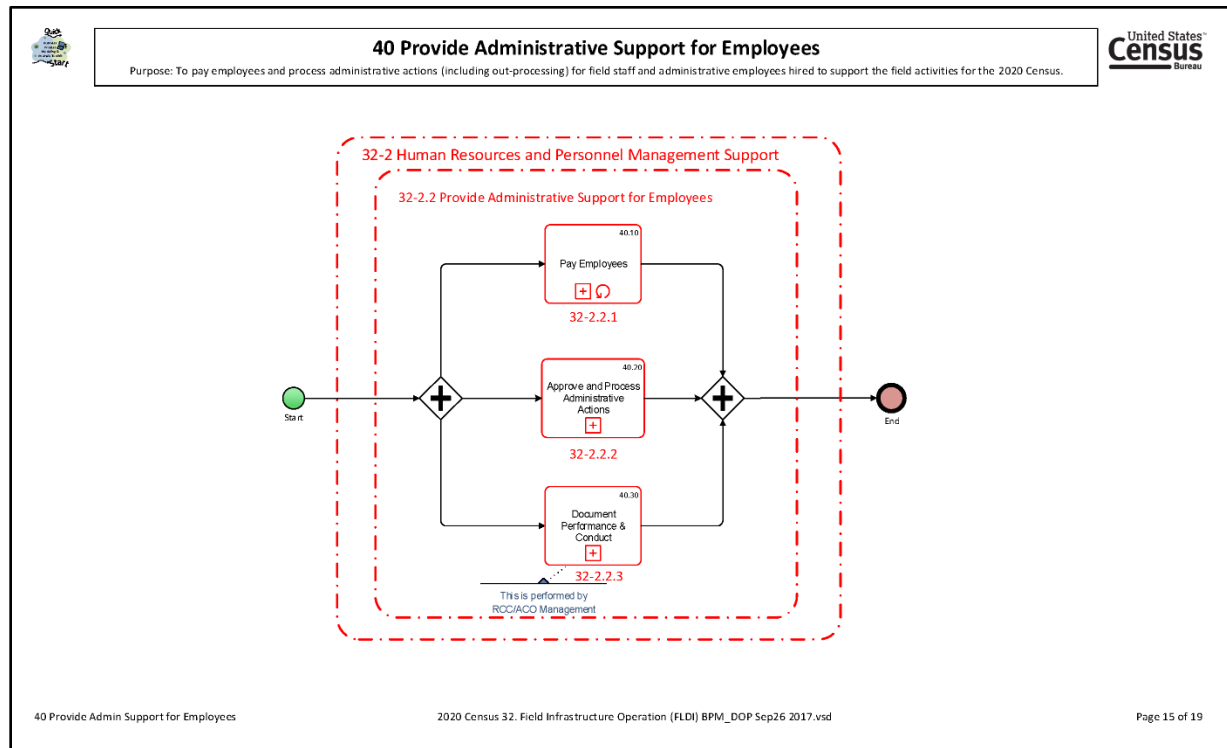 Quick
Start
40 Provide Administrative Support for Employees
Purpose: To pay employees and process administrative actions (including out-processing) for field staff and administrative employees hired to support the field activities for the 2020 Census.
United States™
Census
Bureau
32-2 Human Resources and Personnel Management Support
32-2.2 Provide Administrative Support for Employees
40.10
Pay Employees
32-2.2.1
40.20
Approve and Process
Administrative
Actions
32-2.2.2
Start
End
40.30
Document
Performance &
Conduct
32-2.2.3
This is performed by
RCC/ACO Management
40 Provide Admin Support for Employees
2020 Census 32. Field Infrastructure Operation (FLDI) BPM_DOP Sep26 2017.vsd
Page 15 of 19